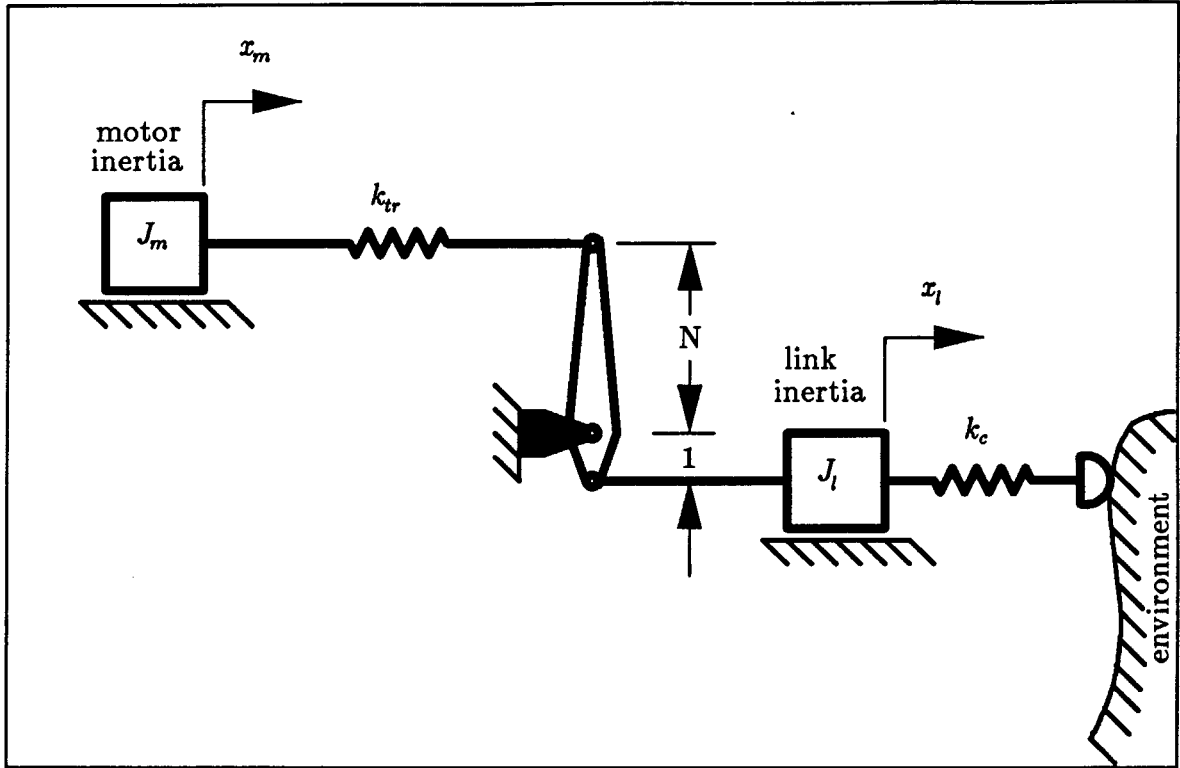 x_m
motor
inertia
k_tr
J_m
N
x_l
link
inertia
k_c
1
J_l
environment